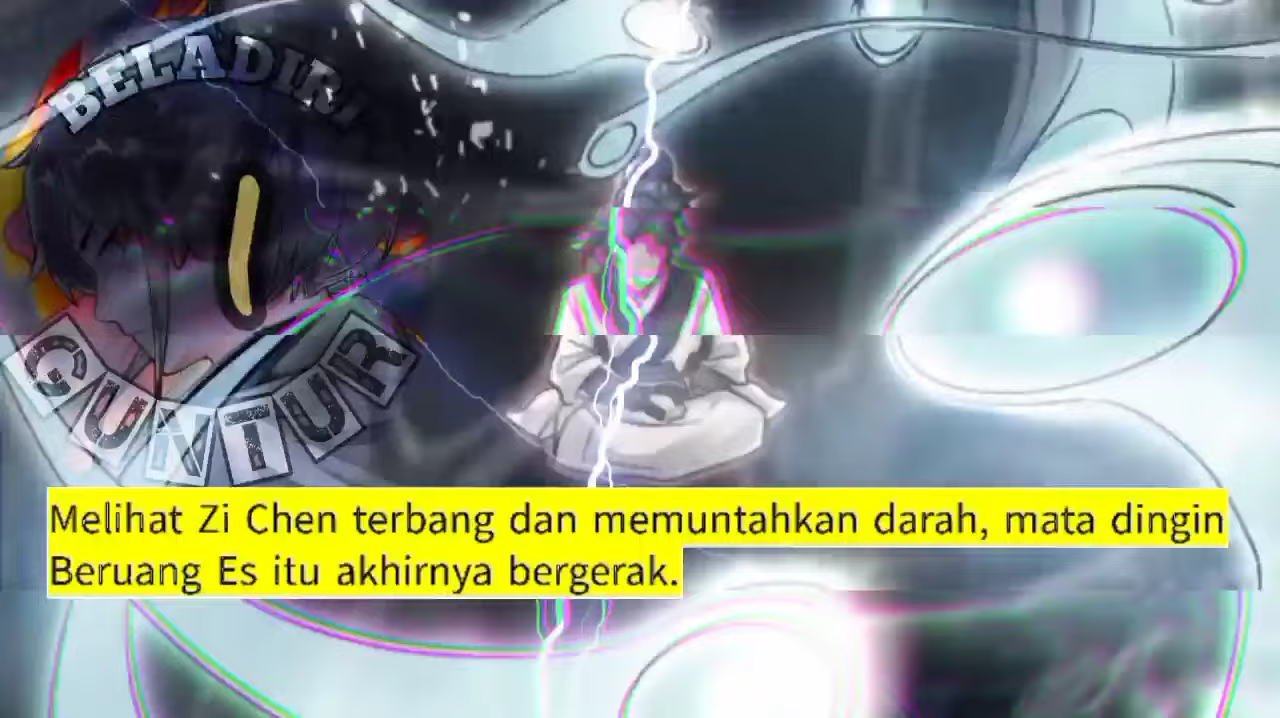 BELADIRI
GUNTUR
Melihat Zi Chen terbang dan memuntahkan darah, mata dingin
Beruang Es itu akhirnya bergerak.